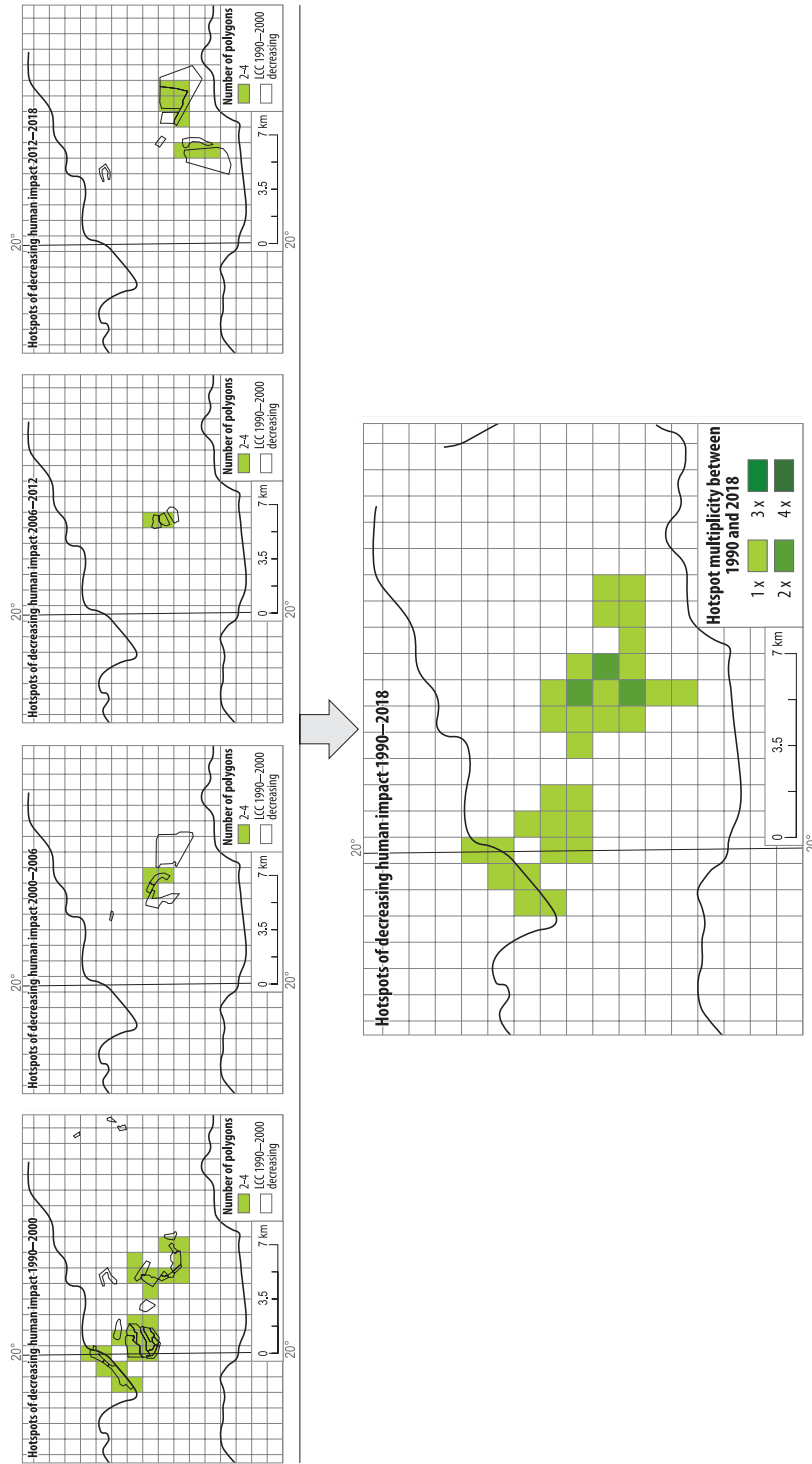 Hotspots of decreasing human impact 1990—2000
20°
Number of polygons
2-4
LCC 1990—2000
decreasing
0
3.5
7 km
20°
Hotspots of decreasing human impact 2000—2006
20°
Number of polygons
2-4
LCC 1990—2000
decreasing
0
3.5
7 km
20°
Hotspots of decreasing human impact 2006—2012
20°
Number of polygons
2-4
LCC 1990—2000
decreasing
0
3.5
7 km
20°
Hotspots of decreasing human impact 2012—2018
20°
Number of polygons
2-4
LCC 1990—2000
decreasing
0
3.5
7 km
20°
Hotspots of decreasing human impact 1990—2018
20°
Hotspot multiplicity between
1990 and 2018
1 x
3 x
2 x
4 x
0
3.5
7 km
20°